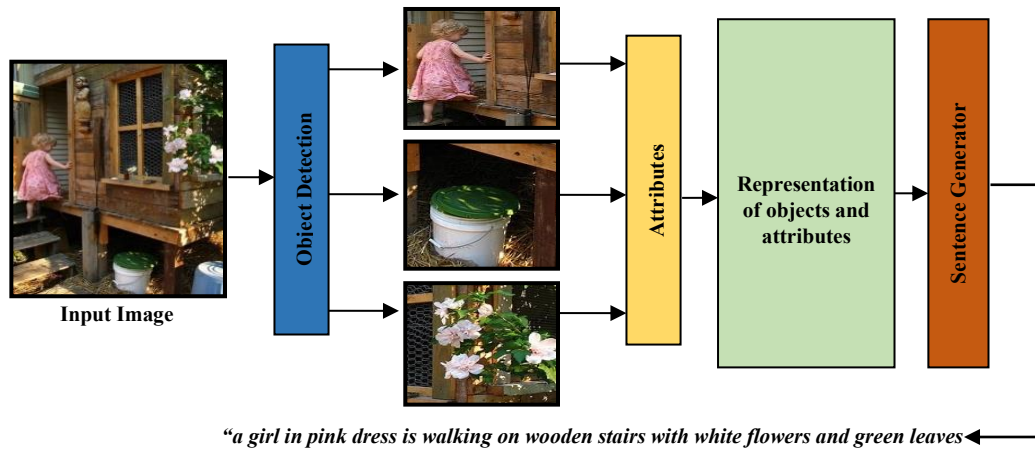 Input Image
Object Detection
Attributes
Representation
of objects and
attributes
Sentence Generator
“a girl in pink dress is walking on wooden stairs with white flowers and green leaves